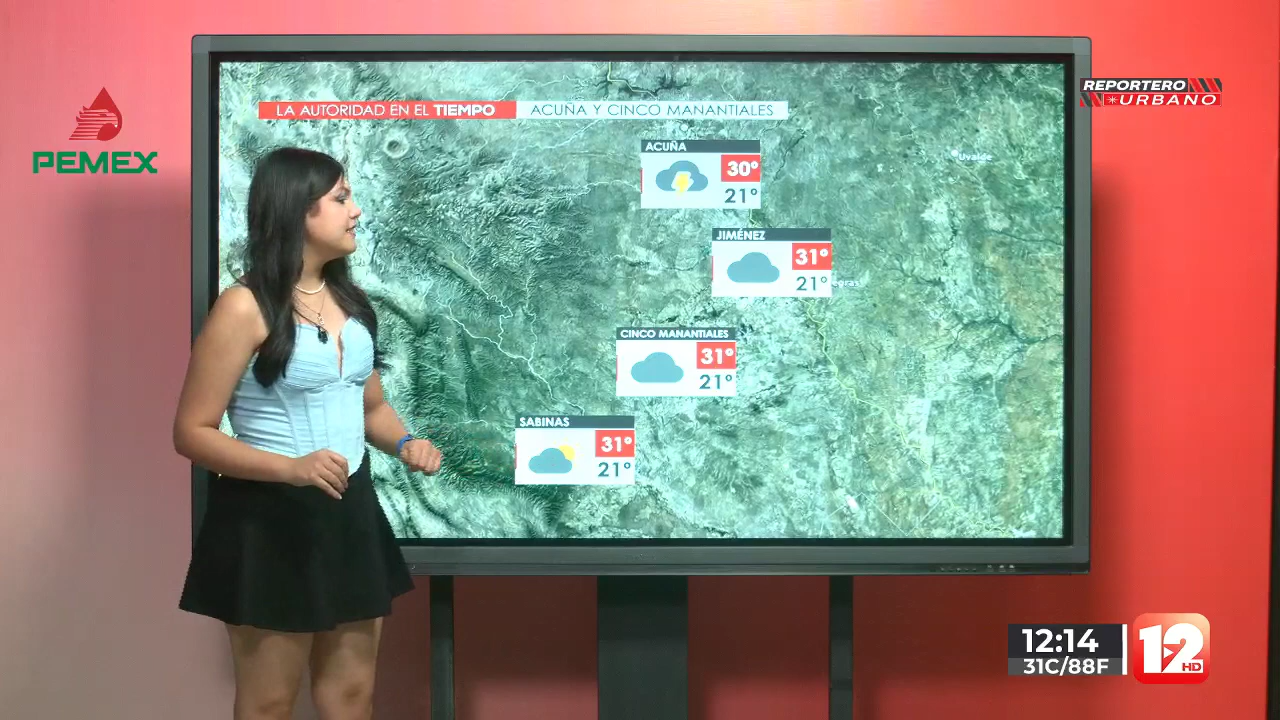 PEMEX
REPORTERO
URBANO
LA AUTORIDAD EN EL TIEMPO ACUÑA Y CINCO MANANTIALES
ACUÑA
30°
21°
Uvalde
JIMÉNEZ
31°
21°
egras
CINCO MANANTIALES
31°
21°
SABINAS
31°
21°
12:14
31C/88F
12
HD